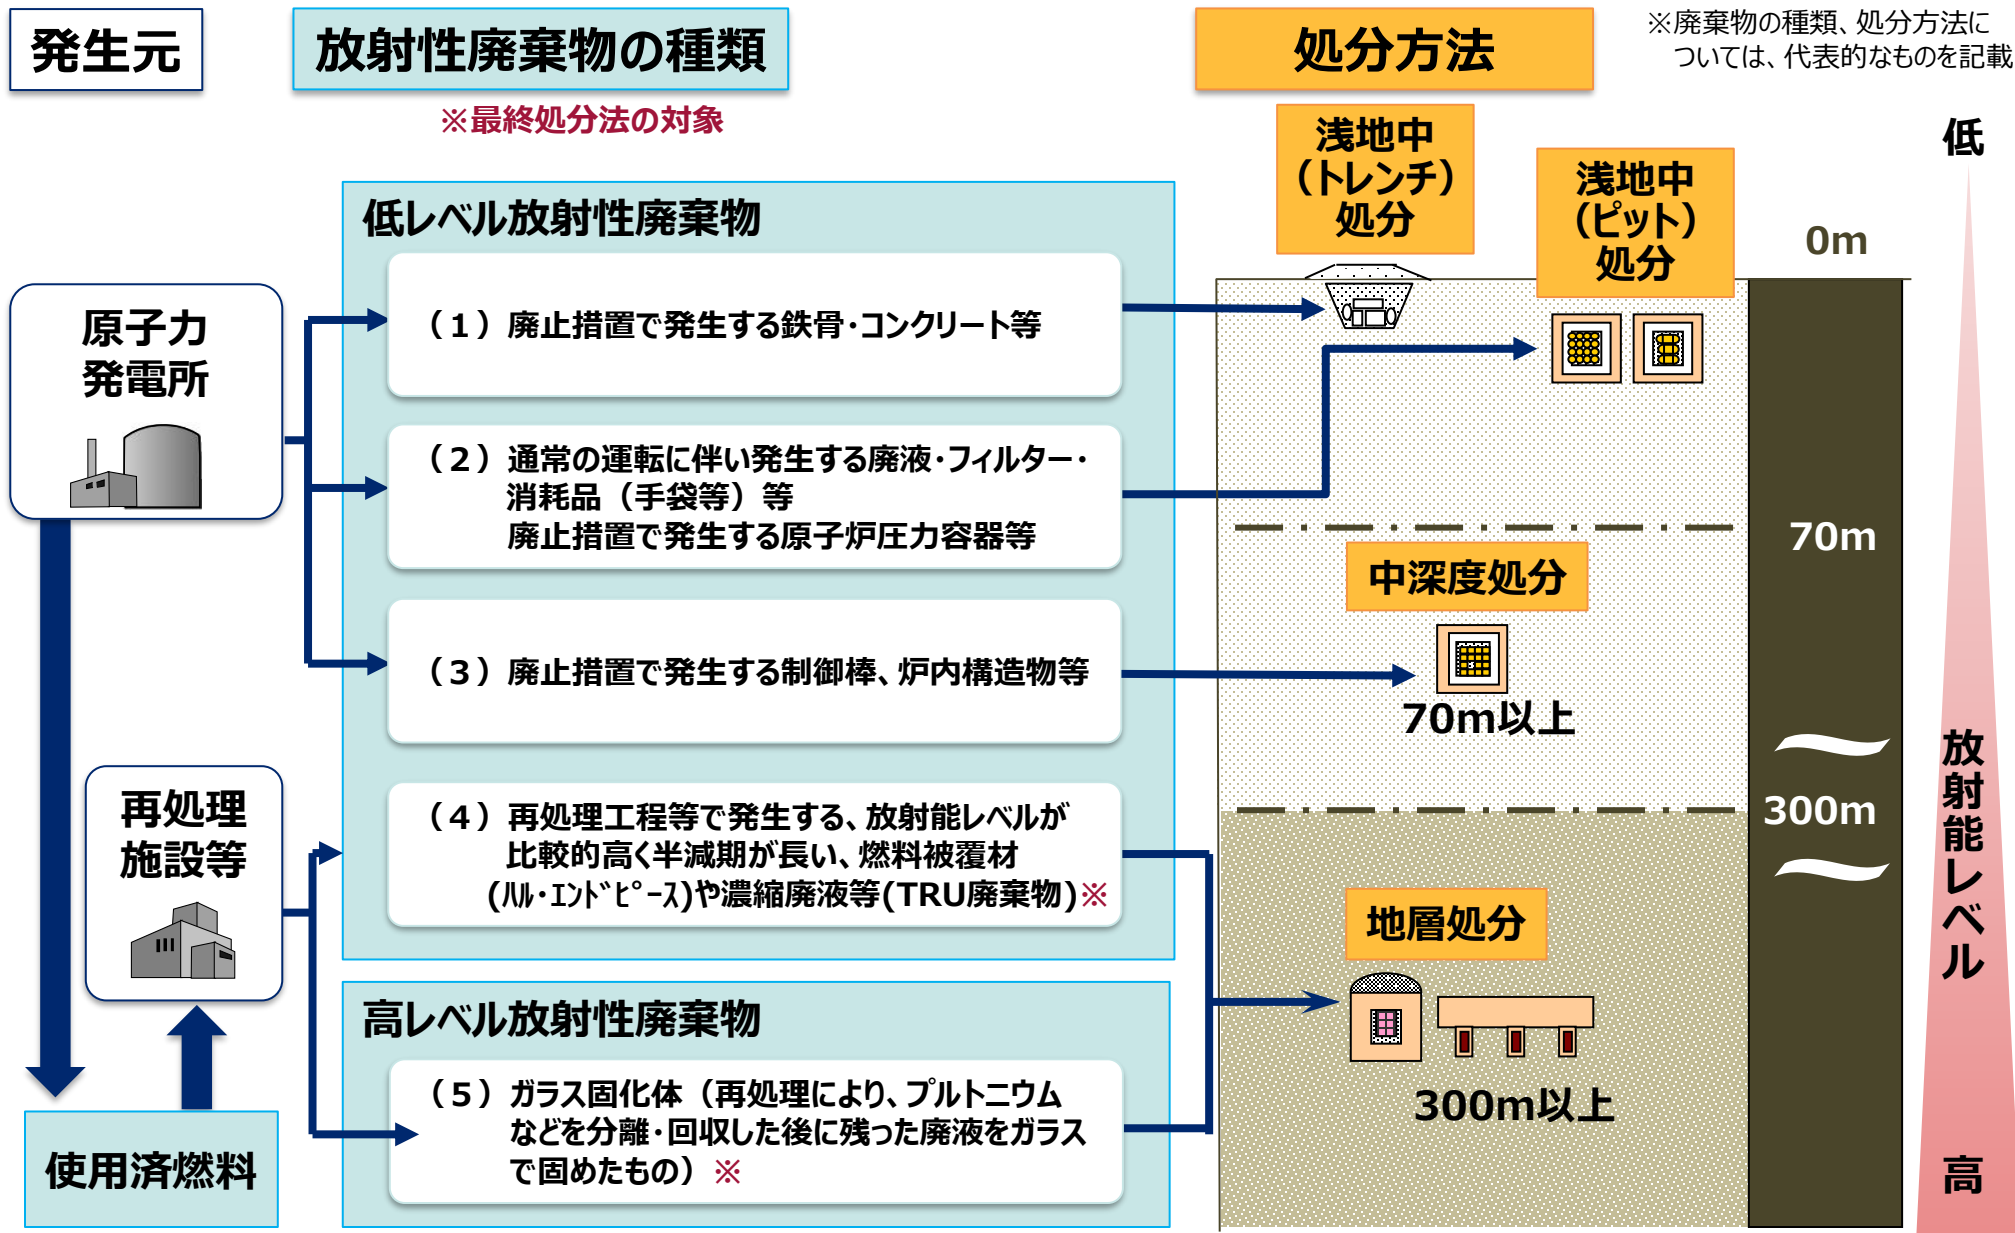 発生元
放射性廃棄物の種類
処分方法
※廃棄物の種類、処分方法に
ついては、代表的なものを記載
※最終処分法の対象
低レベル放射性廃棄物
（１）廃止措置で発生する鉄骨・コンクリート等
（２）通常の運転に伴い発生する廃液・フィルター・
消耗品（手袋等）等
廃止措置で発生する原子炉圧力容器等
（３）廃止措置で発生する制御棒、炉内構造物等
（４）再処理工程等で発生する、放射能レベルが
比較的高く半減期が長い、燃料被覆材
(ﾊﾙ・ｴﾝﾄﾞﾋﾟｰｽ)や濃縮廃液等(TRU廃棄物)※
高レベル放射性廃棄物
（５）ガラス固化体（再処理により、プルトニウム
などを分離・回収した後に残った廃液をガラス
で固めたもの）※
原子力
発電所
再処理
施設等
使用済燃料
浅地中
（トレンチ）
処分
浅地中
（ピット）
処分
中深度処分
70m以上
地層処分
300m以上
0m
70m
300m
低
放射能レベル
高